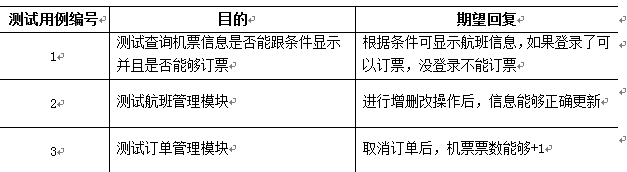 测试用例编号 目的 期望回复
1 测试查询机票信息是否能跟条件显示并且是否能够订票 根据条件可显示航班信息，如果登录了可以订票，没登录不能订票
2 测试航班管理模块 进行增删改操作后，信息能够正确更新
3 测试订单管理模块 取消订单后，机票票数能够+1